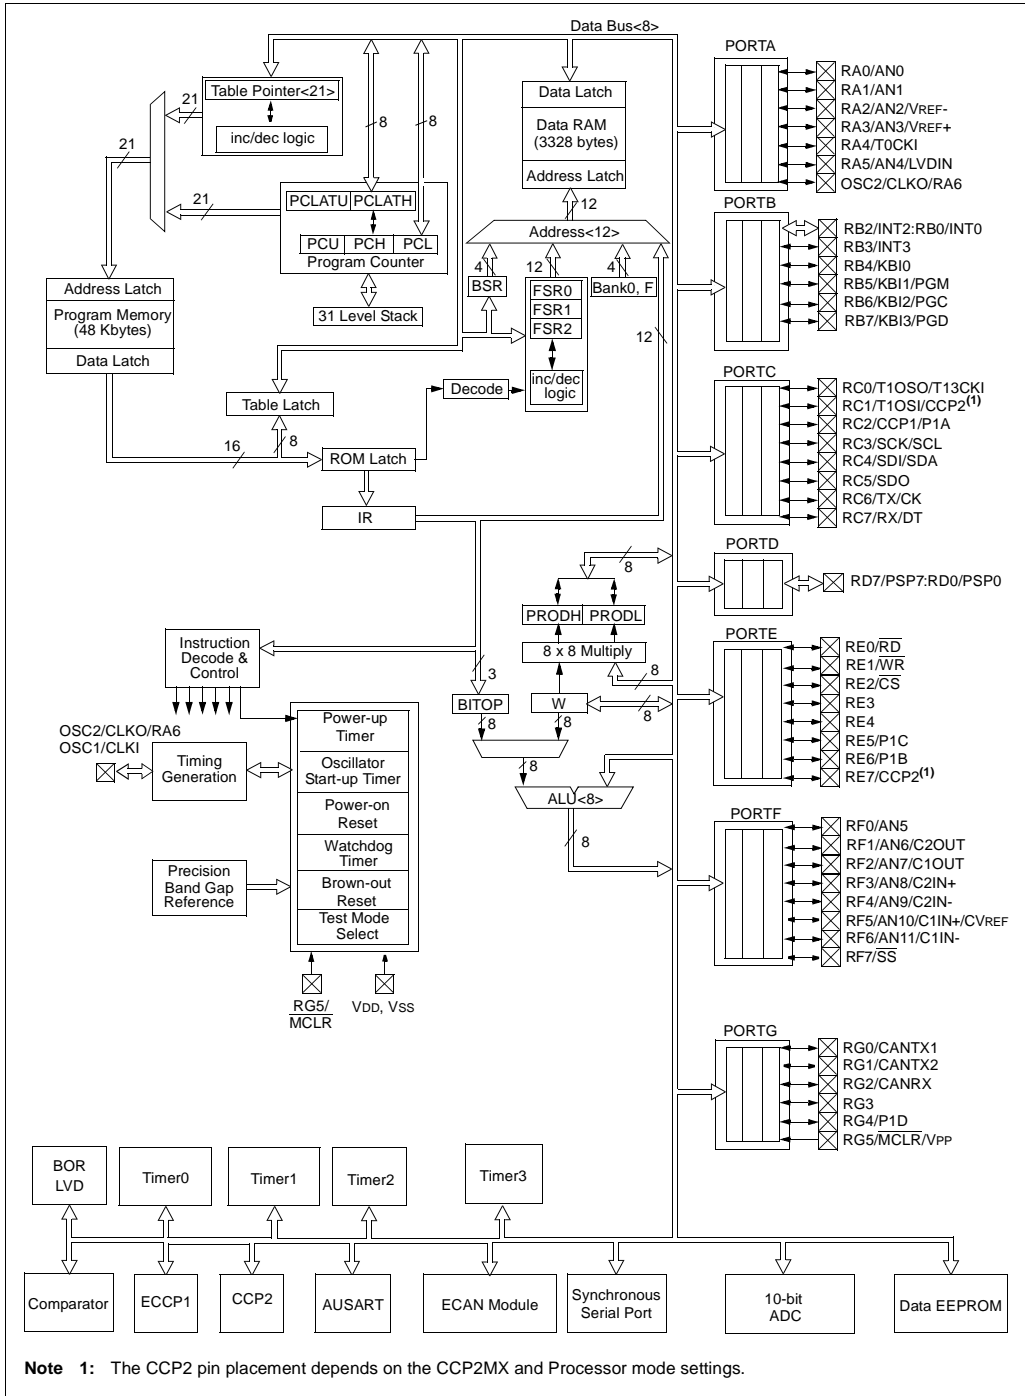 Data Bus<8>
Table Pointer<21>
inc/dec logic
21
21
21
8
8
PCLATU
PCLATH
PCU
PCH
PCL
Program Counter
31 Level Stack
Address Latch
Program Memory
(48 Kbytes)
Data Latch
Data Latch
Data RAM
(3328 bytes)
Address Latch
12
Address<12>
4
12
4
BSR
FSR0
FSR1
FSR2
inc/dec
logic
Bank0, F
12
Decode
Table Latch
8
16
ROM Latch
IR
8
PRODH
PRODL
8 x 8 Multiply
8
3
BITOP
W
8
8
8
8
ALU<8>
8
Instruction
Decode &
Control
OSC2/CLKO/RA6
OSC1/CLKI
Timing
Generation
Precision
Band Gap
Reference
Power-up
Timer
Oscillator
Start-up Timer
Power-on
Reset
Watchdog
Timer
Brown-out
Reset
Test Mode
Select
RG5/
MCLR
VDD, VSS
PORTA
RA0/AN0
RA1/AN1
RA2/AN2/VREF-
RA3/AN3/VREF+
RA4/T0CKI
RA5/AN4/LVDIN
OSC2/CLKO/RA6
PORTB
RB2/INT2:RB0/INT0
RB3/INT3
RB4/KBI0
RB5/KBI1/PGM
RB6/KBI2/PGC
RB7/KBI3/PGD
PORTC
RC0/T1OSO/T13CKI
RC1/T1OSI/CCP2(1)
RC2/CCP1/P1A
RC3/SCK/SCL
RC4/SDI/SDA
RC5/SDO
RC6/TX/CK
RC7/RX/DT
PORTD
RD7/PSP7:RD0/PSP0
PORTE
RE0/RD
RE1/WR
RE2/CS
RE3
RE4
RE5/P1C
RE6/P1B
RE7/CCP2(1)
PORTF
RF0/AN5
RF1/AN6/C2OUT
RF2/AN7/C1OUT
RF3/AN8/C2IN+
RF4/AN9/C2IN-
RF5/AN10/C1IN+/CVREF
RF6/AN11/C1IN-
RF7/SS
PORTG
RG0/CANTX1
RG1/CANTX2
RG2/CANRX
RG3
RG4/P1D
RG5/MCLR/VPP
BOR
LVD
Timer0
Timer1
Timer2
Timer3
Comparator
ECCP1
CCP2
AUSART
ECAN Module
Synchronous
Serial Port
10-bit
ADC
Data EEPROM
Note 1: The CCP2 pin placement depends on the CCP2MX and Processor mode settings.